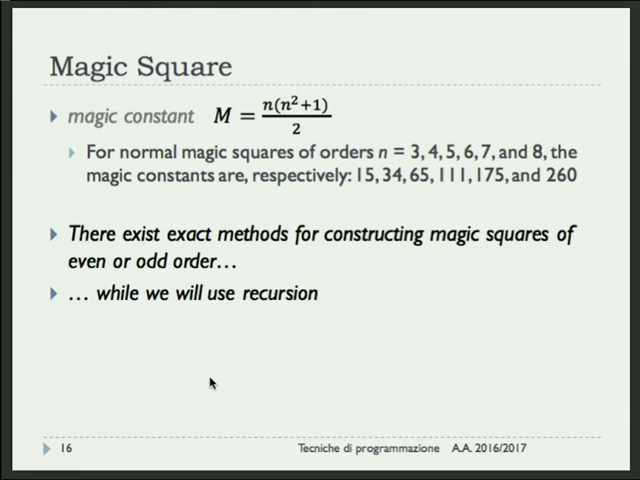 Magic Square
magic constant M = n(n²+1)/2
For normal magic squares of orders n = 3, 4, 5, 6, 7, and 8, the
magic constants are, respectively: 15, 34, 65, 111, 175, and 260
There exist exact methods for constructing magic squares of
even or odd order…
… while we will use recursion
16 Tecniche di programmazione A.A. 2016/2017